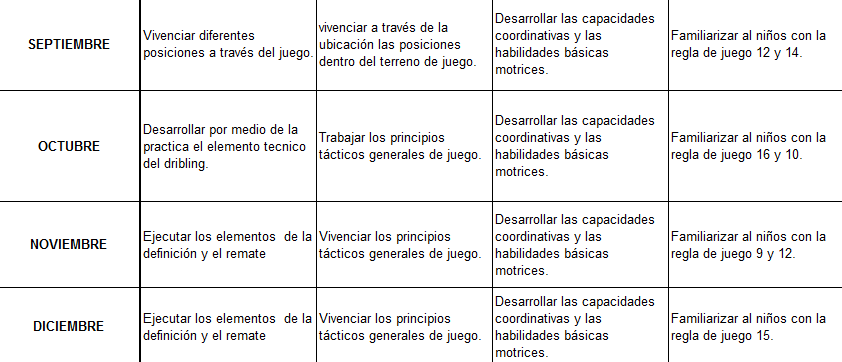 SEPTIEMBRE
Vivenciar diferentes
posiciones a través del juego.
vivenciar a través de la
ubicación las posiciones
dentro del terreno de juego.
Desarrollar las capacidades
coordinativas y las
habilidades básicas
motrices.
Familiarizar al niños con la
regla de juego 12 y 14.
OCTUBRE
Desarrollar por medio de la
practica el elemento tecnico
del dribling.
Trabajar los principios
tácticos generales de juego.
Desarrollar las capacidades
coordinativas y las
habilidades básicas
motrices.
Familiarizar al niños con la
regla de juego 16 y 10.
NOVIEMBRE
Ejecutar los elementos  de la
definición y el remate
Vivenciar los principios
tácticos generales de juego.
Desarrollar las capacidades
coordinativas y las
habilidades básicas
motrices.
Familiarizar al niños con la
regla de juego 9 y 12.
DICIEMBRE
Ejecutar los elementos  de la
definición y el remate
Vivenciar los principios
tácticos generales de juego.
Desarrollar las capacidades
coordinativas y las
habilidades básicas
motrices.
Familiarizar al niños con la
regla de juego 15.